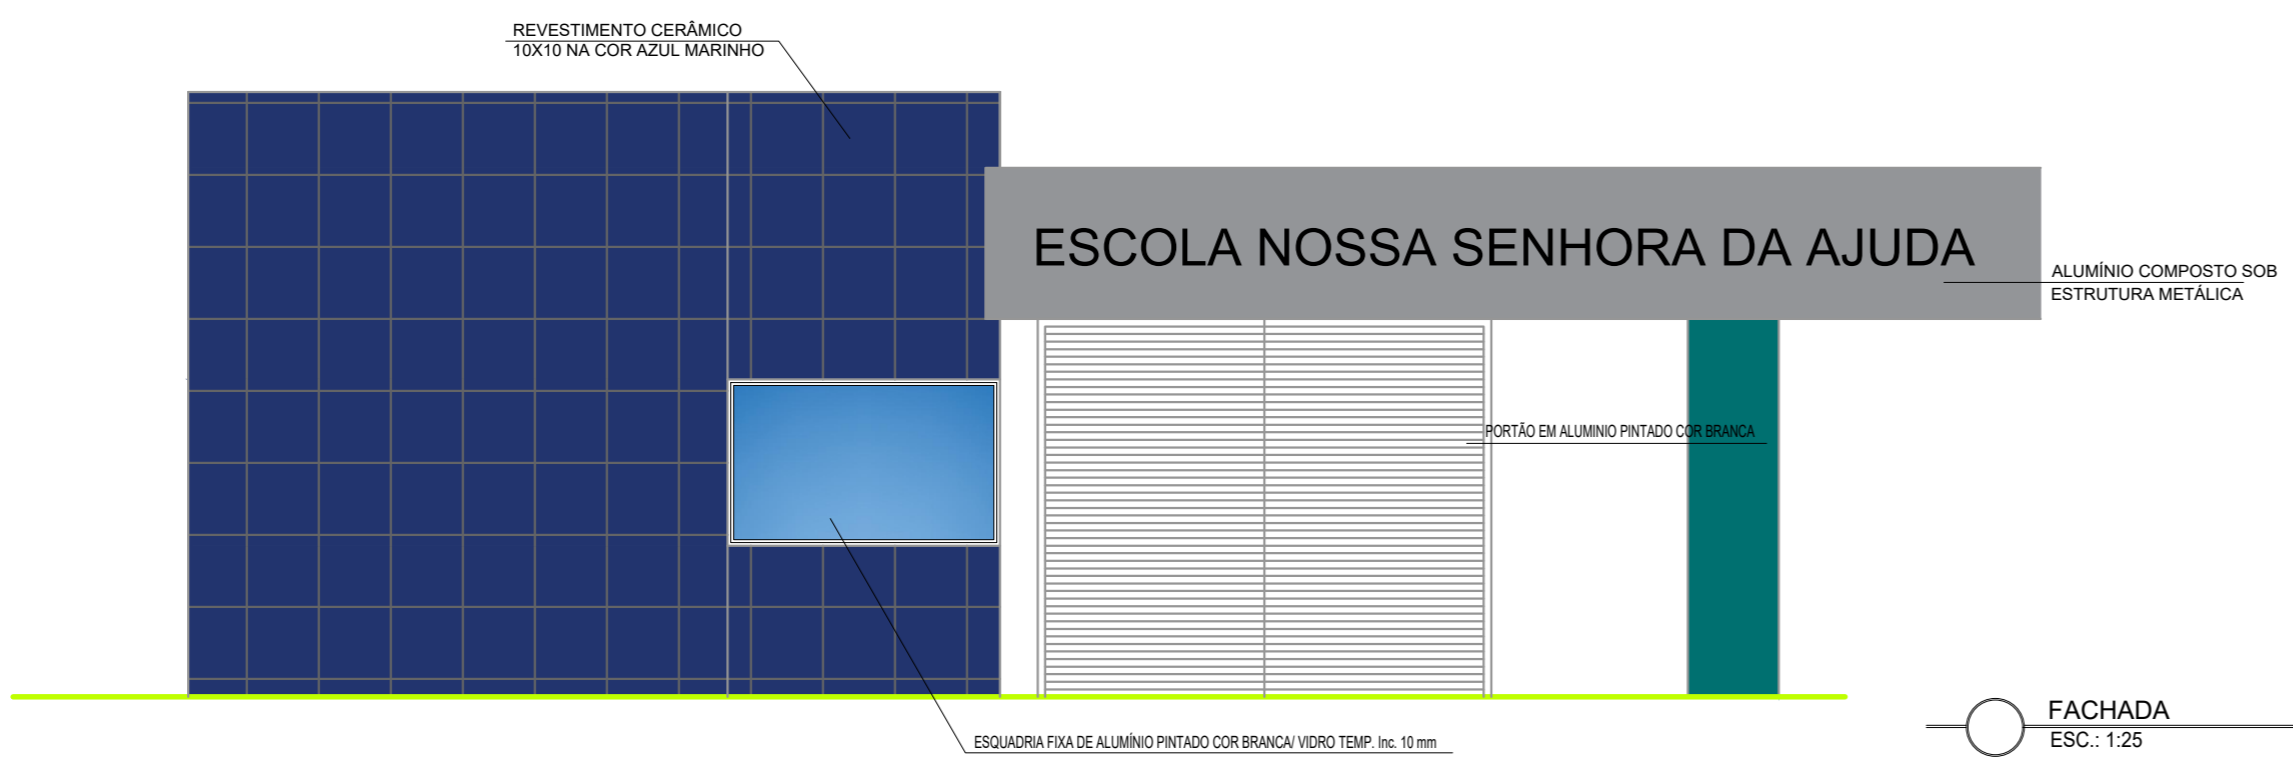 REVESTIMENTO CERÂMICO
10X10 NA COR AZUL MARINHO
ESCOLA NOSSA SENHORA DA AJUDA
ALUMÍNIO COMPOSTO SOB
ESTRUTURA METÁLICA
PORTÃO EM ALUMINIO PINTADO COR BRANCA
ESQUADRIA FIXA DE ALUMÍNIO PINTADO COR BRANCA/ VIDRO TEMP. Inc. 10 mm
FACHADA
ESC.: 1:25